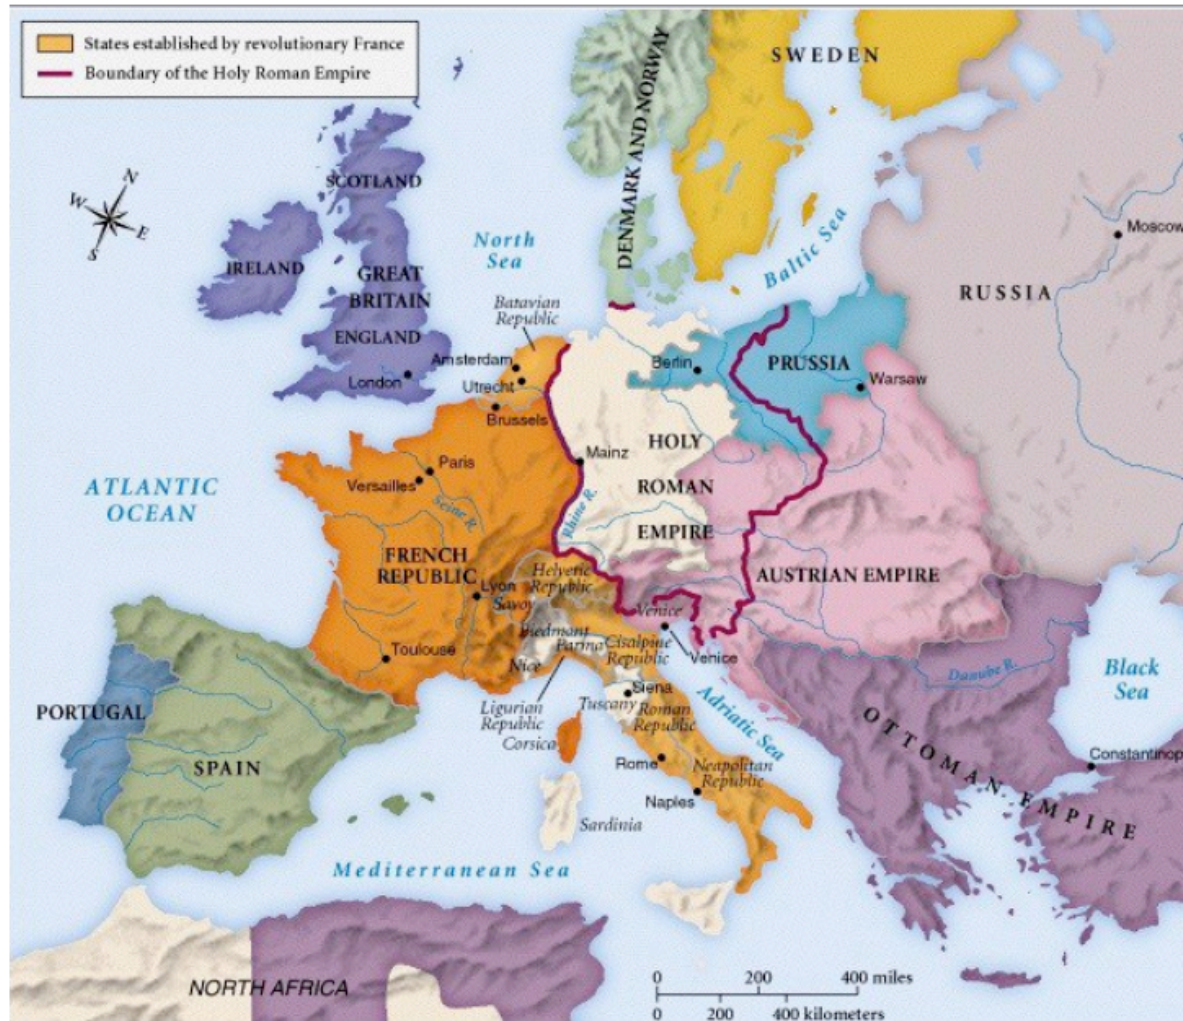 States established by revolutionary France
Boundary of the Holy Roman Empire
N
W
E
S
SWEDEN
DENMARK AND NORWAY
SCOTLAND
North
Sea
IRELAND
GREAT
BRITAIN
ENGLAND
London
Baltic Sea
Moscow
RUSSIA
Batavian
Republic
Amsterdam
Utrecht
Brussels
Berlin
PRUSSIA
Warsaw
HOLY
ROMAN
EMPIRE
Mainz
Rhine R.
Paris
Versailles
Seine R.
ATLANTIC
OCEAN
FRENCH
REPUBLIC
Lyon
Savoy
Helvetic
Republic
AUSTRIAN EMPIRE
Venice
Venice
Piedmont
Parma
Cisalpine
Republic
Nice
Toulouse
Ligurian
Republic
Corsica
Siena
Tuscany
Roman
Republic
Adriatic Sea
Danube R.
Black
Sea
PORTUGAL
SPAIN
Rome
Neapolitan
Republic
Naples
Sardinia
OTTOMAN EMPIRE
Constantinop
Mediterranean Sea
NORTH AFRICA
0 200 400 miles
0 200 400 kilometers